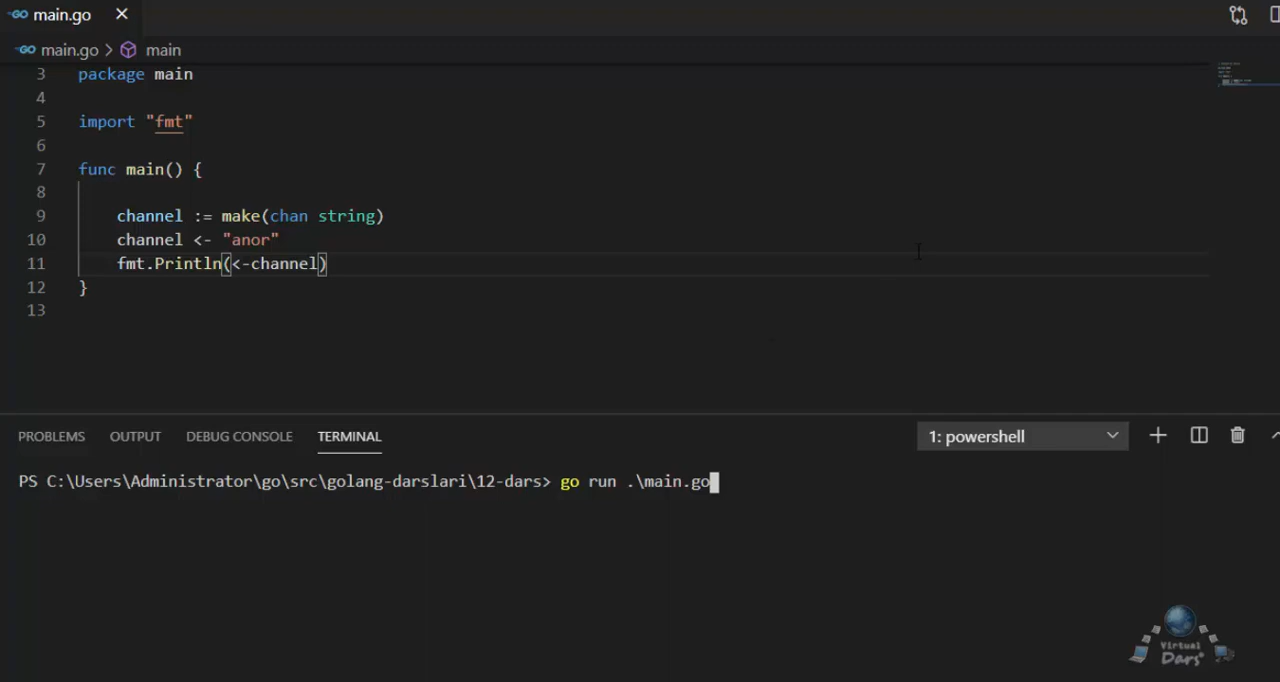 main.go
main.go > main
3 package main
4
5 import "fmt"
6
7 func main() {
8
9 channel := make(chan string)
10 channel <- "anor"
11 fmt.Println(<-channel)
12 }
13
PROBLEMS OUTPUT DEBUG CONSOLE TERMINAL 1: powershell
PS C:\Users\Administrator\go\src\golang-darslari\12-dars> go run .\main.go
Virtual
Dars